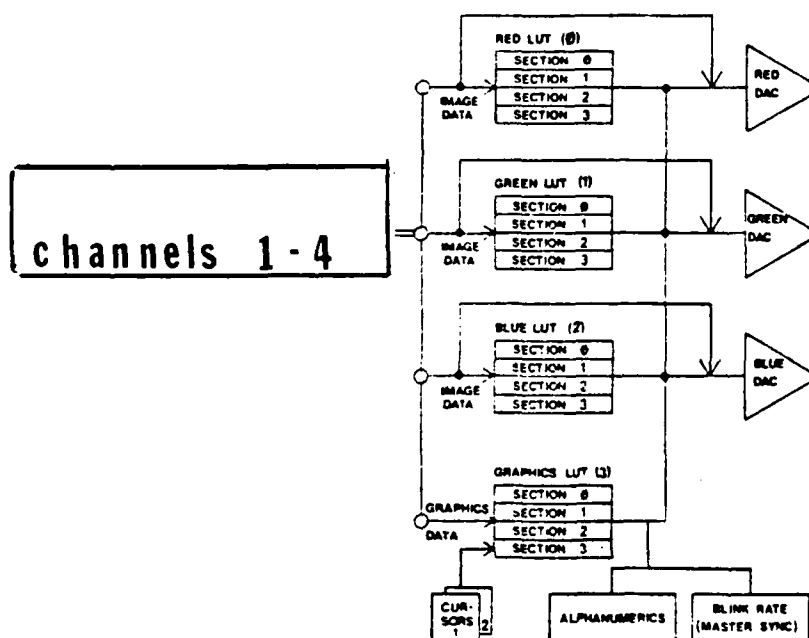 RED LUT (0)
SECTION 0
SECTION 1
SECTION 2
SECTION 3
IMAGE
DATA
RED
DAC
channels 1-4
GREEN LUT (1)
SECTION 0
SECTION 1
SECTION 2
SECTION 3
IMAGE
DATA
GREEN
DAC
BLUE LUT (2)
SECTION 0
SECTION 1
SECTION 2
SECTION 3
IMAGE
DATA
BLUE
DAC
GRAPHICS LUT (3)
SECTION 0
SECTION 1
SECTION 2
SECTION 3
GRAPHICS
DATA
CUR-
SORS
1
2
ALPHANUMERICS
BLINK RATE
(MASTER SYNC)